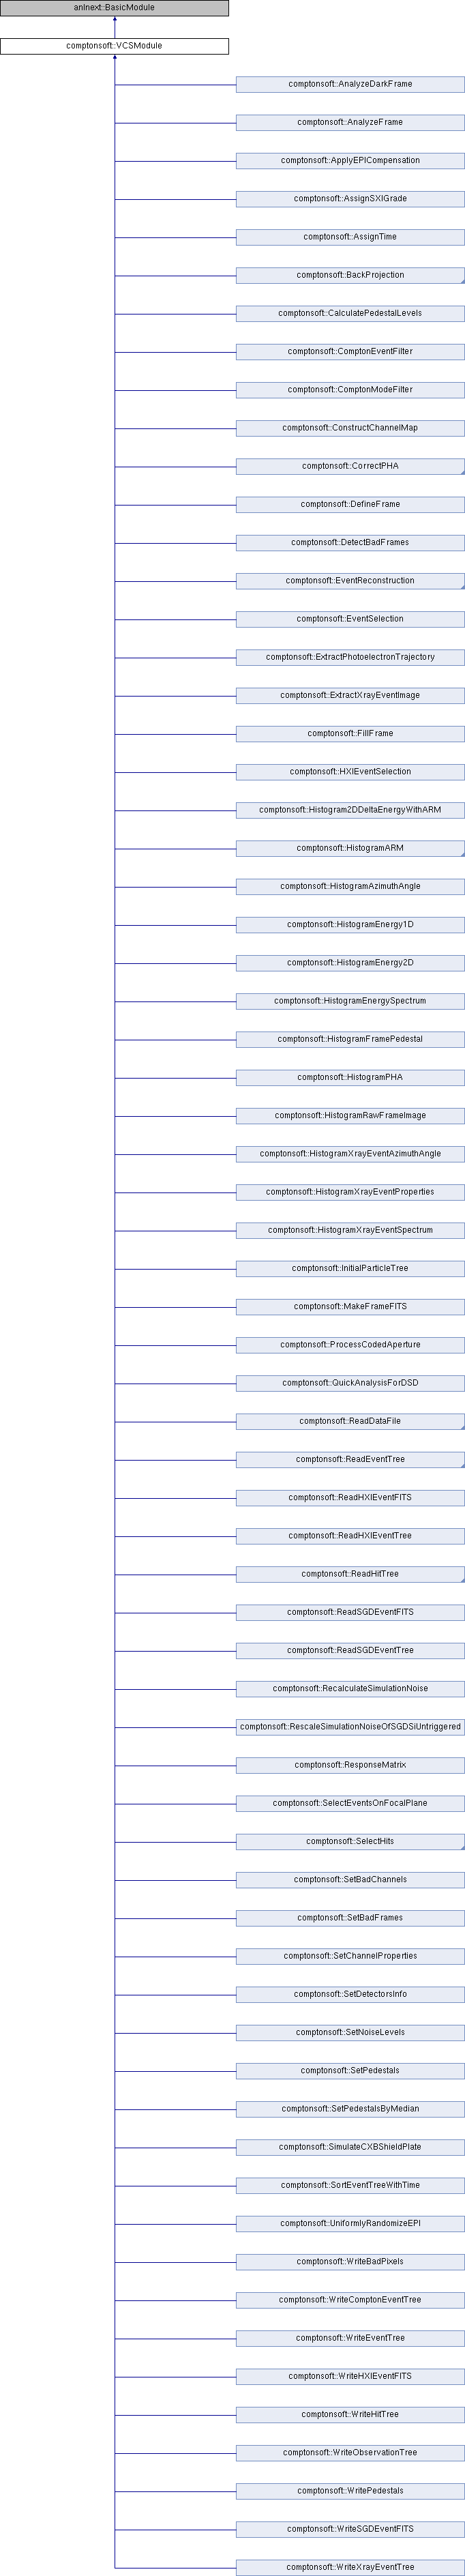 anlnext::BasicModule
comptonsoft::VCSModule
comptonsoft::AnalyzeDarkFrame
comptonsoft::AnalyzeFrame
comptonsoft::ApplyEPICompensation
comptonsoft::AssignSXIGrade
comptonsoft::AssignTime
comptonsoft::BackProjection
comptonsoft::CalculatePedestalLevels
comptonsoft::ComptonEventFilter
comptonsoft::ComptonModeFilter
comptonsoft::ConstructChannelMap
comptonsoft::CorrectPHA
comptonsoft::DefineFrame
comptonsoft::DetectBadFrames
comptonsoft::EventReconstruction
comptonsoft::EventSelection
comptonsoft::ExtractPhotoelectronTrajectory
comptonsoft::ExtractXrayEventImage
comptonsoft::FillFrame
comptonsoft::HXIEventSelection
comptonsoft::Histogram2DDeltaEnergyWithARM
comptonsoft::HistogramARM
comptonsoft::HistogramAzimuthAngle
comptonsoft::HistogramEnergy1D
comptonsoft::HistogramEnergy2D
comptonsoft::HistogramEnergySpectrum
comptonsoft::HistogramFramePedestal
comptonsoft::HistogramPHA
comptonsoft::HistogramRawFrameImage
comptonsoft::HistogramXrayEventAzimuthAngle
comptonsoft::HistogramXrayEventProperties
comptonsoft::HistogramXrayEventSpectrum
comptonsoft::InitialParticleTree
comptonsoft::MakeFrameFITS
comptonsoft::ProcessCodedAperture
comptonsoft::QuickAnalysisForDSD
comptonsoft::ReadDataFile
comptonsoft::ReadEventTree
comptonsoft::ReadHXIEventFITS
comptonsoft::ReadHXIEventTree
comptonsoft::ReadHitTree
comptonsoft::ReadSGDEventFITS
comptonsoft::ReadSGDEventTree
comptonsoft::RecalculateSimulationNoise
comptonsoft::RescaleSimulationNoiseOfSGDSiUntriggered
comptonsoft::ResponseMatrix
comptonsoft::SelectEventsOnFocalPlane
comptonsoft::SelectHits
comptonsoft::SetBadChannels
comptonsoft::SetBadFrames
comptonsoft::SetChannelProperties
comptonsoft::SetDetectorsInfo
comptonsoft::SetNoiseLevels
comptonsoft::SetPedestals
comptonsoft::SetPedestalsByMedian
comptonsoft::SimulateCXBShieldPlate
comptonsoft::SortEventTreeWithTime
comptonsoft::UniformlyRandomizeEPI
comptonsoft::WriteBadPixels
comptonsoft::WriteComptonEventTree
comptonsoft::WriteEventTree
comptonsoft::WriteHXIEventFITS
comptonsoft::WriteHitTree
comptonsoft::WriteObservationTree
comptonsoft::WritePedestals
comptonsoft::WriteSGDEventFITS
comptonsoft::WriteXrayEventTree